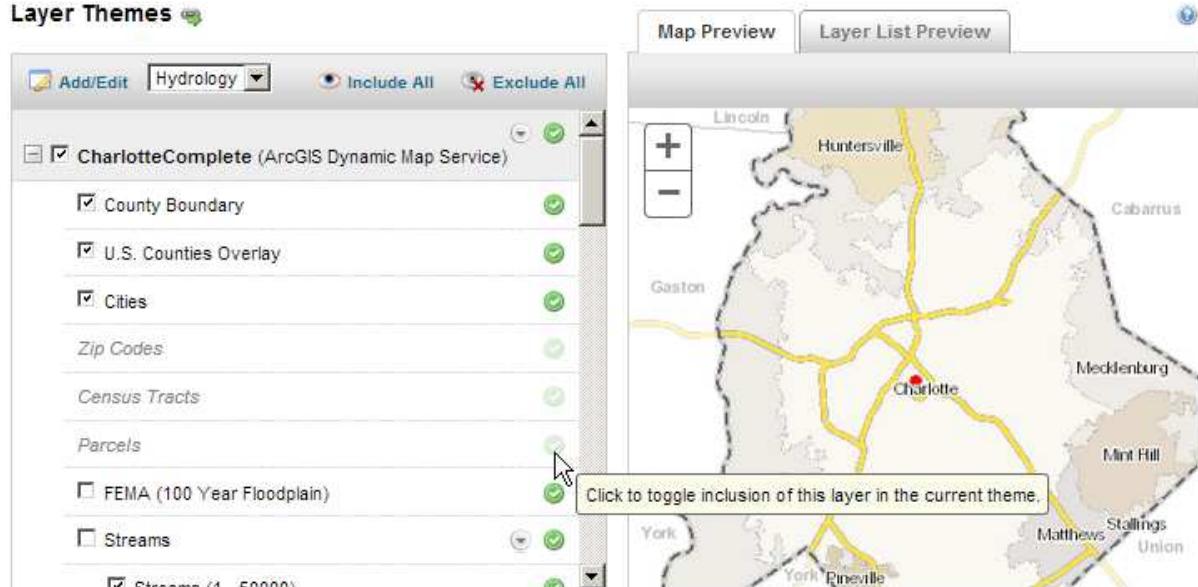 Layer Themes
Map Preview
Layer List Preview
Add/Edit
Hydrology
Include All
Exclude All
CharlotteComplete (ArcGIS Dynamic Map Service)
County Boundary
U.S. Counties Overlay
Cities
Zip Codes
Census Tracts
Parcels
FEMA (100 Year Floodplain)
Streams
Streams (1 - 50000)
Click to toggle inclusion of this layer in the current theme.
+
−
Lincoln
Huntersville
Cabarrus
Gaston
Mecklenburg
Charlotte
Mint Hill
York
Matthews
Stallings
Union
York
Pineville